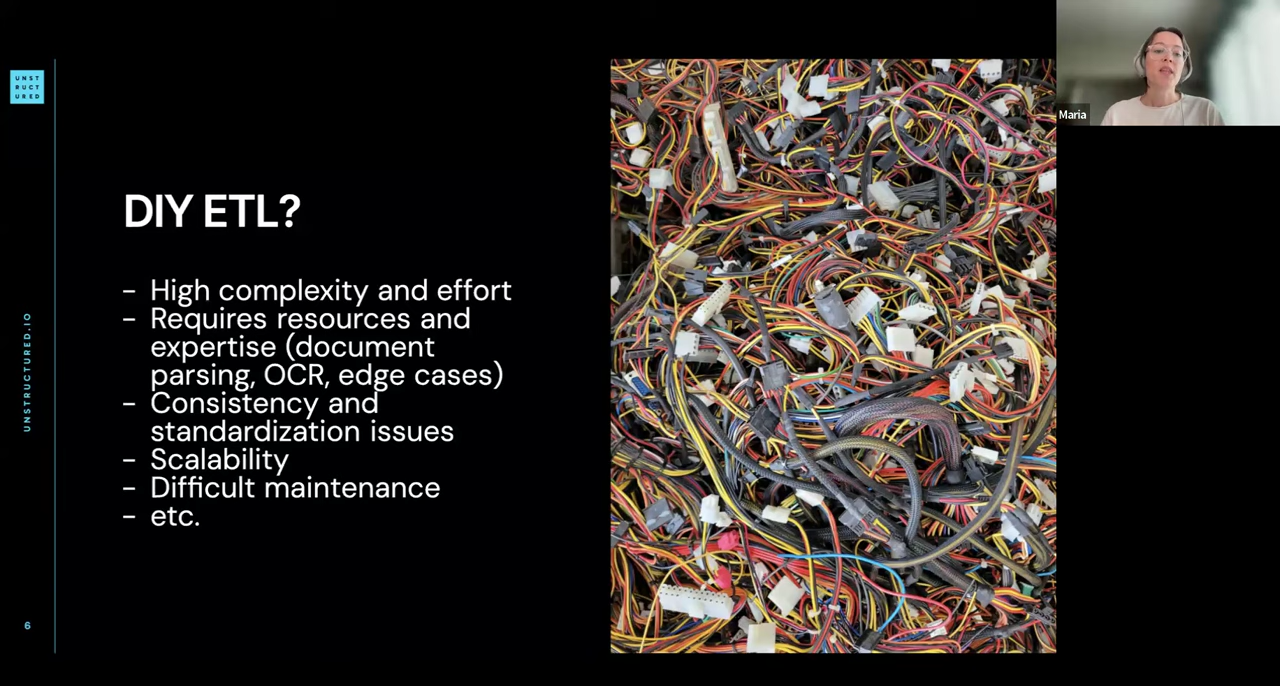 UNST
RUCT
URED
UNSTRUCTURED.IO
6
DIY ETL?
- High complexity and effort
- Requires resources and
expertise (document
parsing, OCR, edge cases)
- Consistency and
standardization issues
- Scalability
- Difficult maintenance
- etc.
Maria